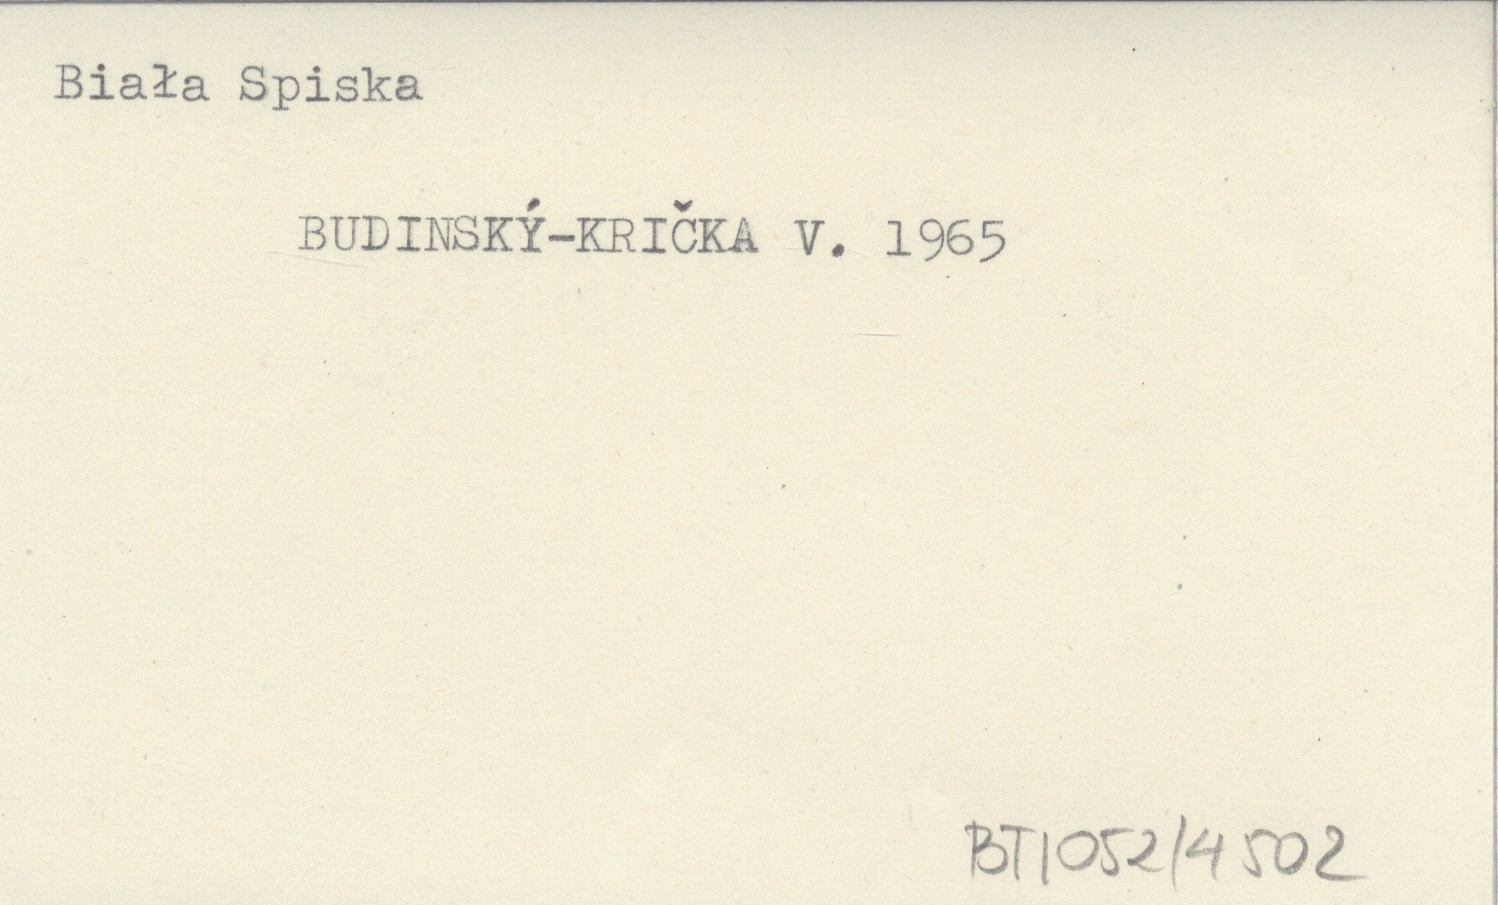 Biała Spiska
BUDINSKÝ-KRIČKA V. 1965
BT1052/4502